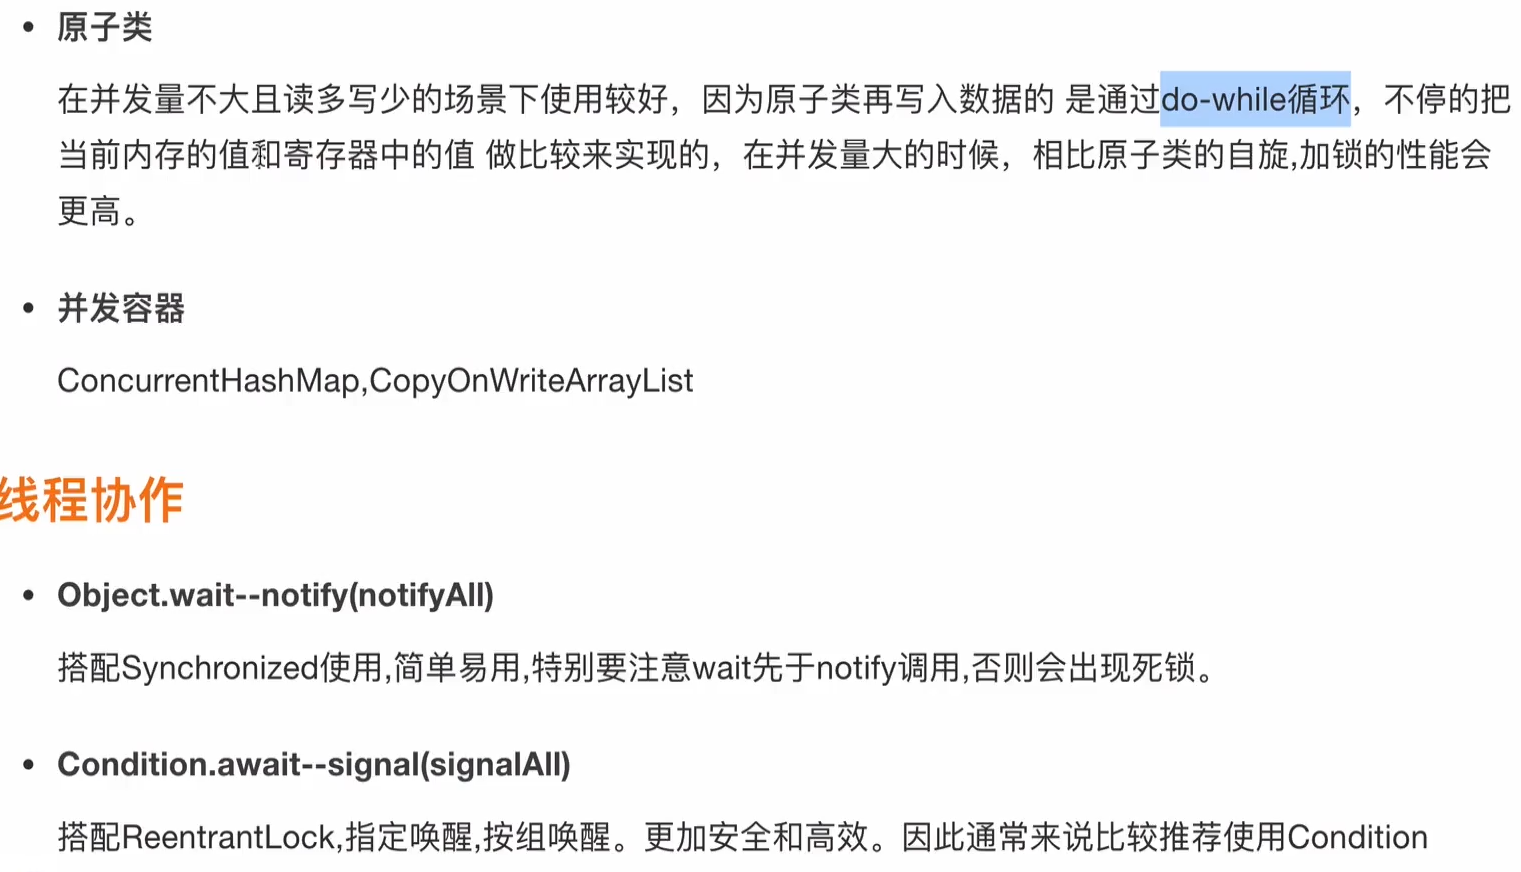 原子类
在并发量不大且读多写少的场景下使用较好，因为原子类再写入数据的 是通过do-while循环，不停的把
当前内存的值和寄存器中的值 做比较来实现的，在并发量大的时候，相比原子类的自旋,加锁的性能会
更高。
并发容器
ConcurrentHashMap,CopyOnWriteArrayList
线程协作
Object.wait--notify(notifyAll)
搭配Synchronized使用,简单易用,特别要注意wait先于notify调用,否则会出现死锁。
Condition.await--signal(signalAll)
搭配ReentrantLock,指定唤醒,按组唤醒。更加安全和高效。因此通常来说比较推荐使用Condition